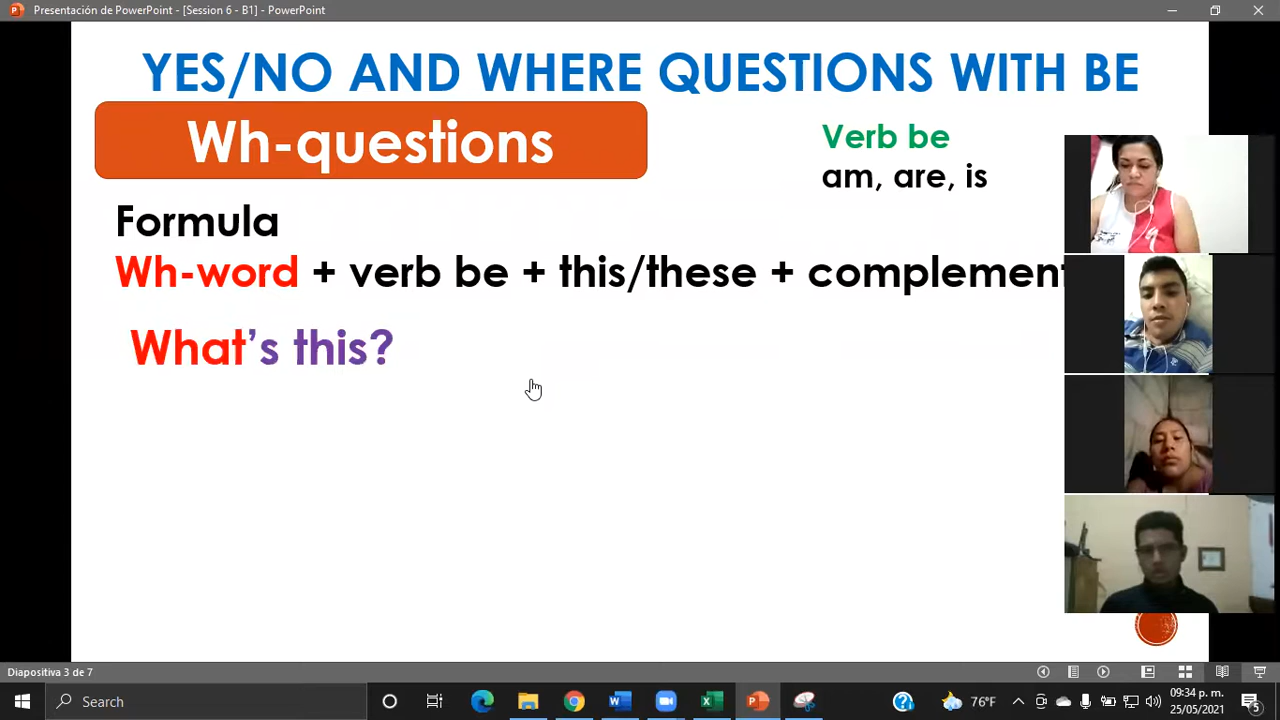 Presentación de PowerPoint - [Session 6 - B1] - PowerPoint
YES/NO AND WHERE QUESTIONS WITH BE
Wh-questions
Verb be
am, are, is
Formula
Wh-word + verb be + this/these + complement
What's this?
Diapositiva 3 de 7
Search
76°F
09:34 p. m.
25/05/2021
5